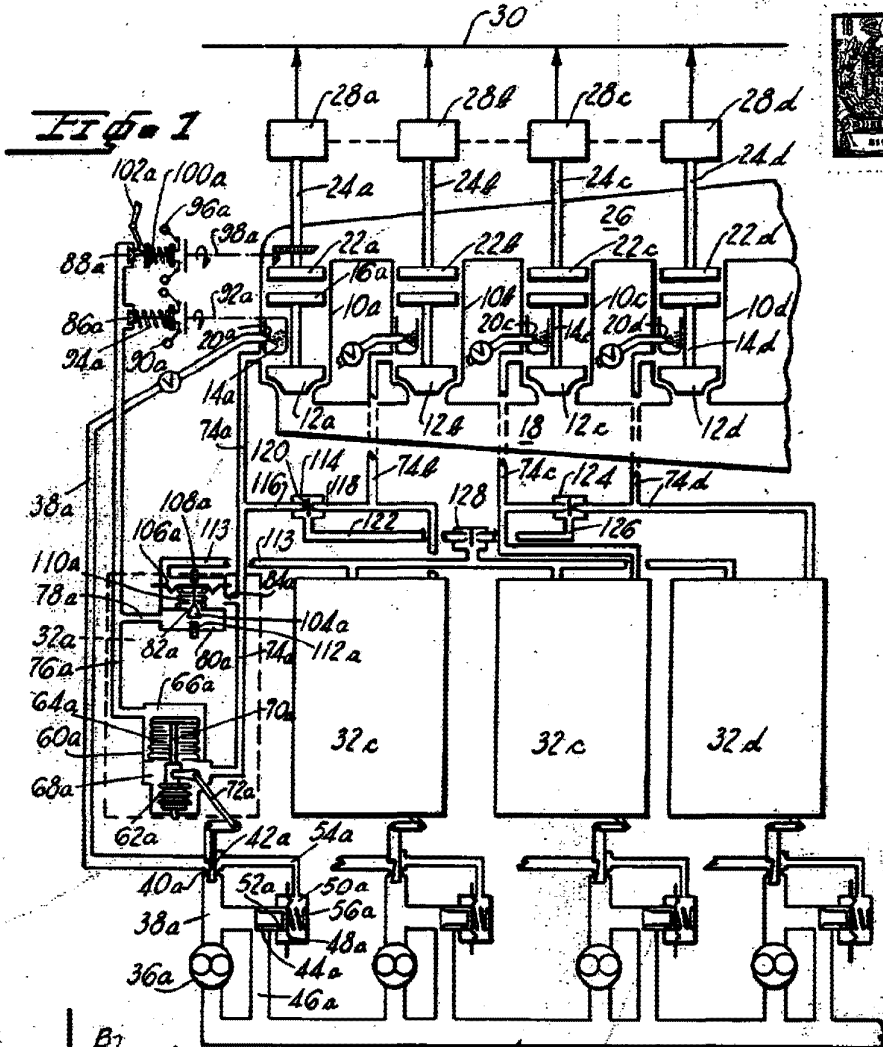 30
Fig. 1
28a 28b 28c 28d
102a 100a 96a 24a 24b 24c 24d
98a 26
88a 22a 22b 22c 22d
16a
92a 10a 10b 10c 10d
86a 20a 20c 20d
94a 90a 14c 14d
14a
12a 12b 12c 12d
18
74a 120 114 74b 74c 124 74d
116 118 128
38a 108a 122 126
106a 113 113
110a 84a
78a
32a 104a
82a 80a 112a
76a 74a
66a
64a 70a
60a 32c 32c 32d
68a
72a
62a
42a 54a
40a 52a 50a
56a
38a 48a
44a
36a
46a
By